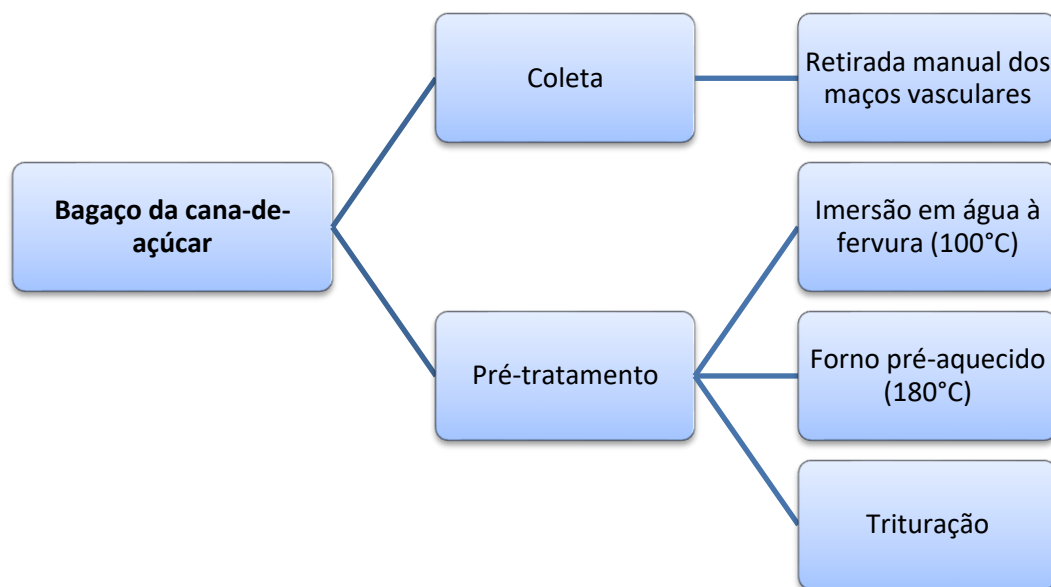 Bagaço da cana-de-
açúcar
Coleta
Retirada manual dos
maços vasculares
Pré-tratamento
Imersão em água à
fervura (100°C)
Forno pré-aquecido
(180°C)
Trituração